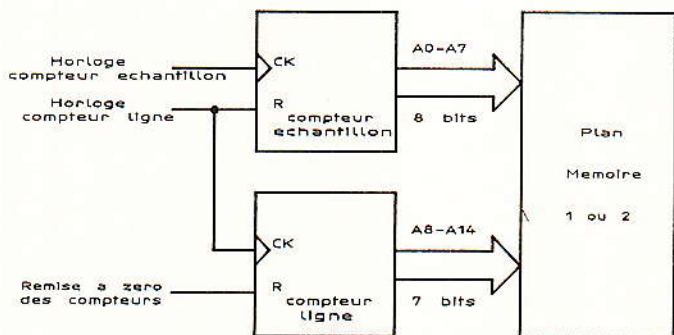 Horloge
compteur echantillon
Horloge
compteur ligne
CK
R
compteur
echantillon
A0-A7
8 bits
Plan
Memoire
1 ou 2
CK
R
compteur
ligne
A8-A14
7 bits
Remise a zero
des compteurs